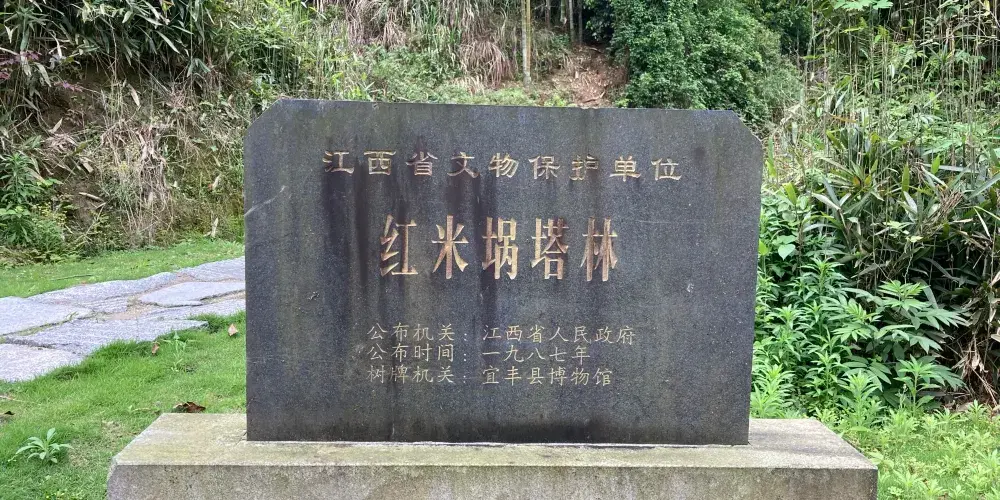 江西省文物保护单位
红米埚塔林
公布机关：江西省人民政府
公布时间：一九八七年
树牌机关：宜丰县博物馆